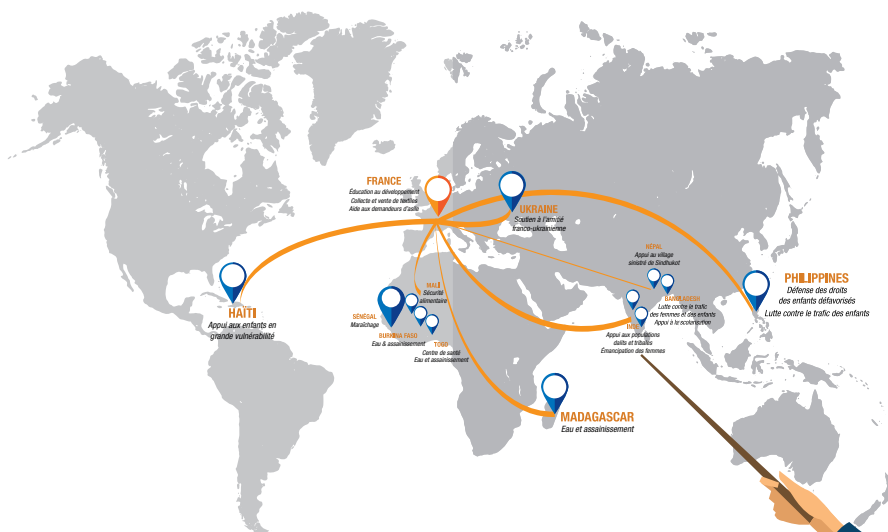 FRANCE
Éducation au développement
Collecte et vente de textiles
Aide aux demandeurs d'asile
UKRAINE
Soutien à l'amitié
franco-ukrainienne
HAÏTI
Appui aux enfants en
grande vulnérabilité
MALI
Sécurité
alimentaire
SÉNÉGAL
Maraîchage
BURKINA FASO
Eau & assainissement
TOGO
Centre de santé
Eau et assainissement
MADAGASCAR
Eau et assainissement
NÉPAL
Appui au village
sinistré de Sindhukot
BANGLADESH
Lutte contre le trafic
des femmes et des enfants
Appui à la scolarisation
INDE
Appui aux populations
dalits et tribales
Émancipation des femmes
PHILIPPINES
Défense des droits
des enfants défavorisés
Lutte contre le trafic des enfants